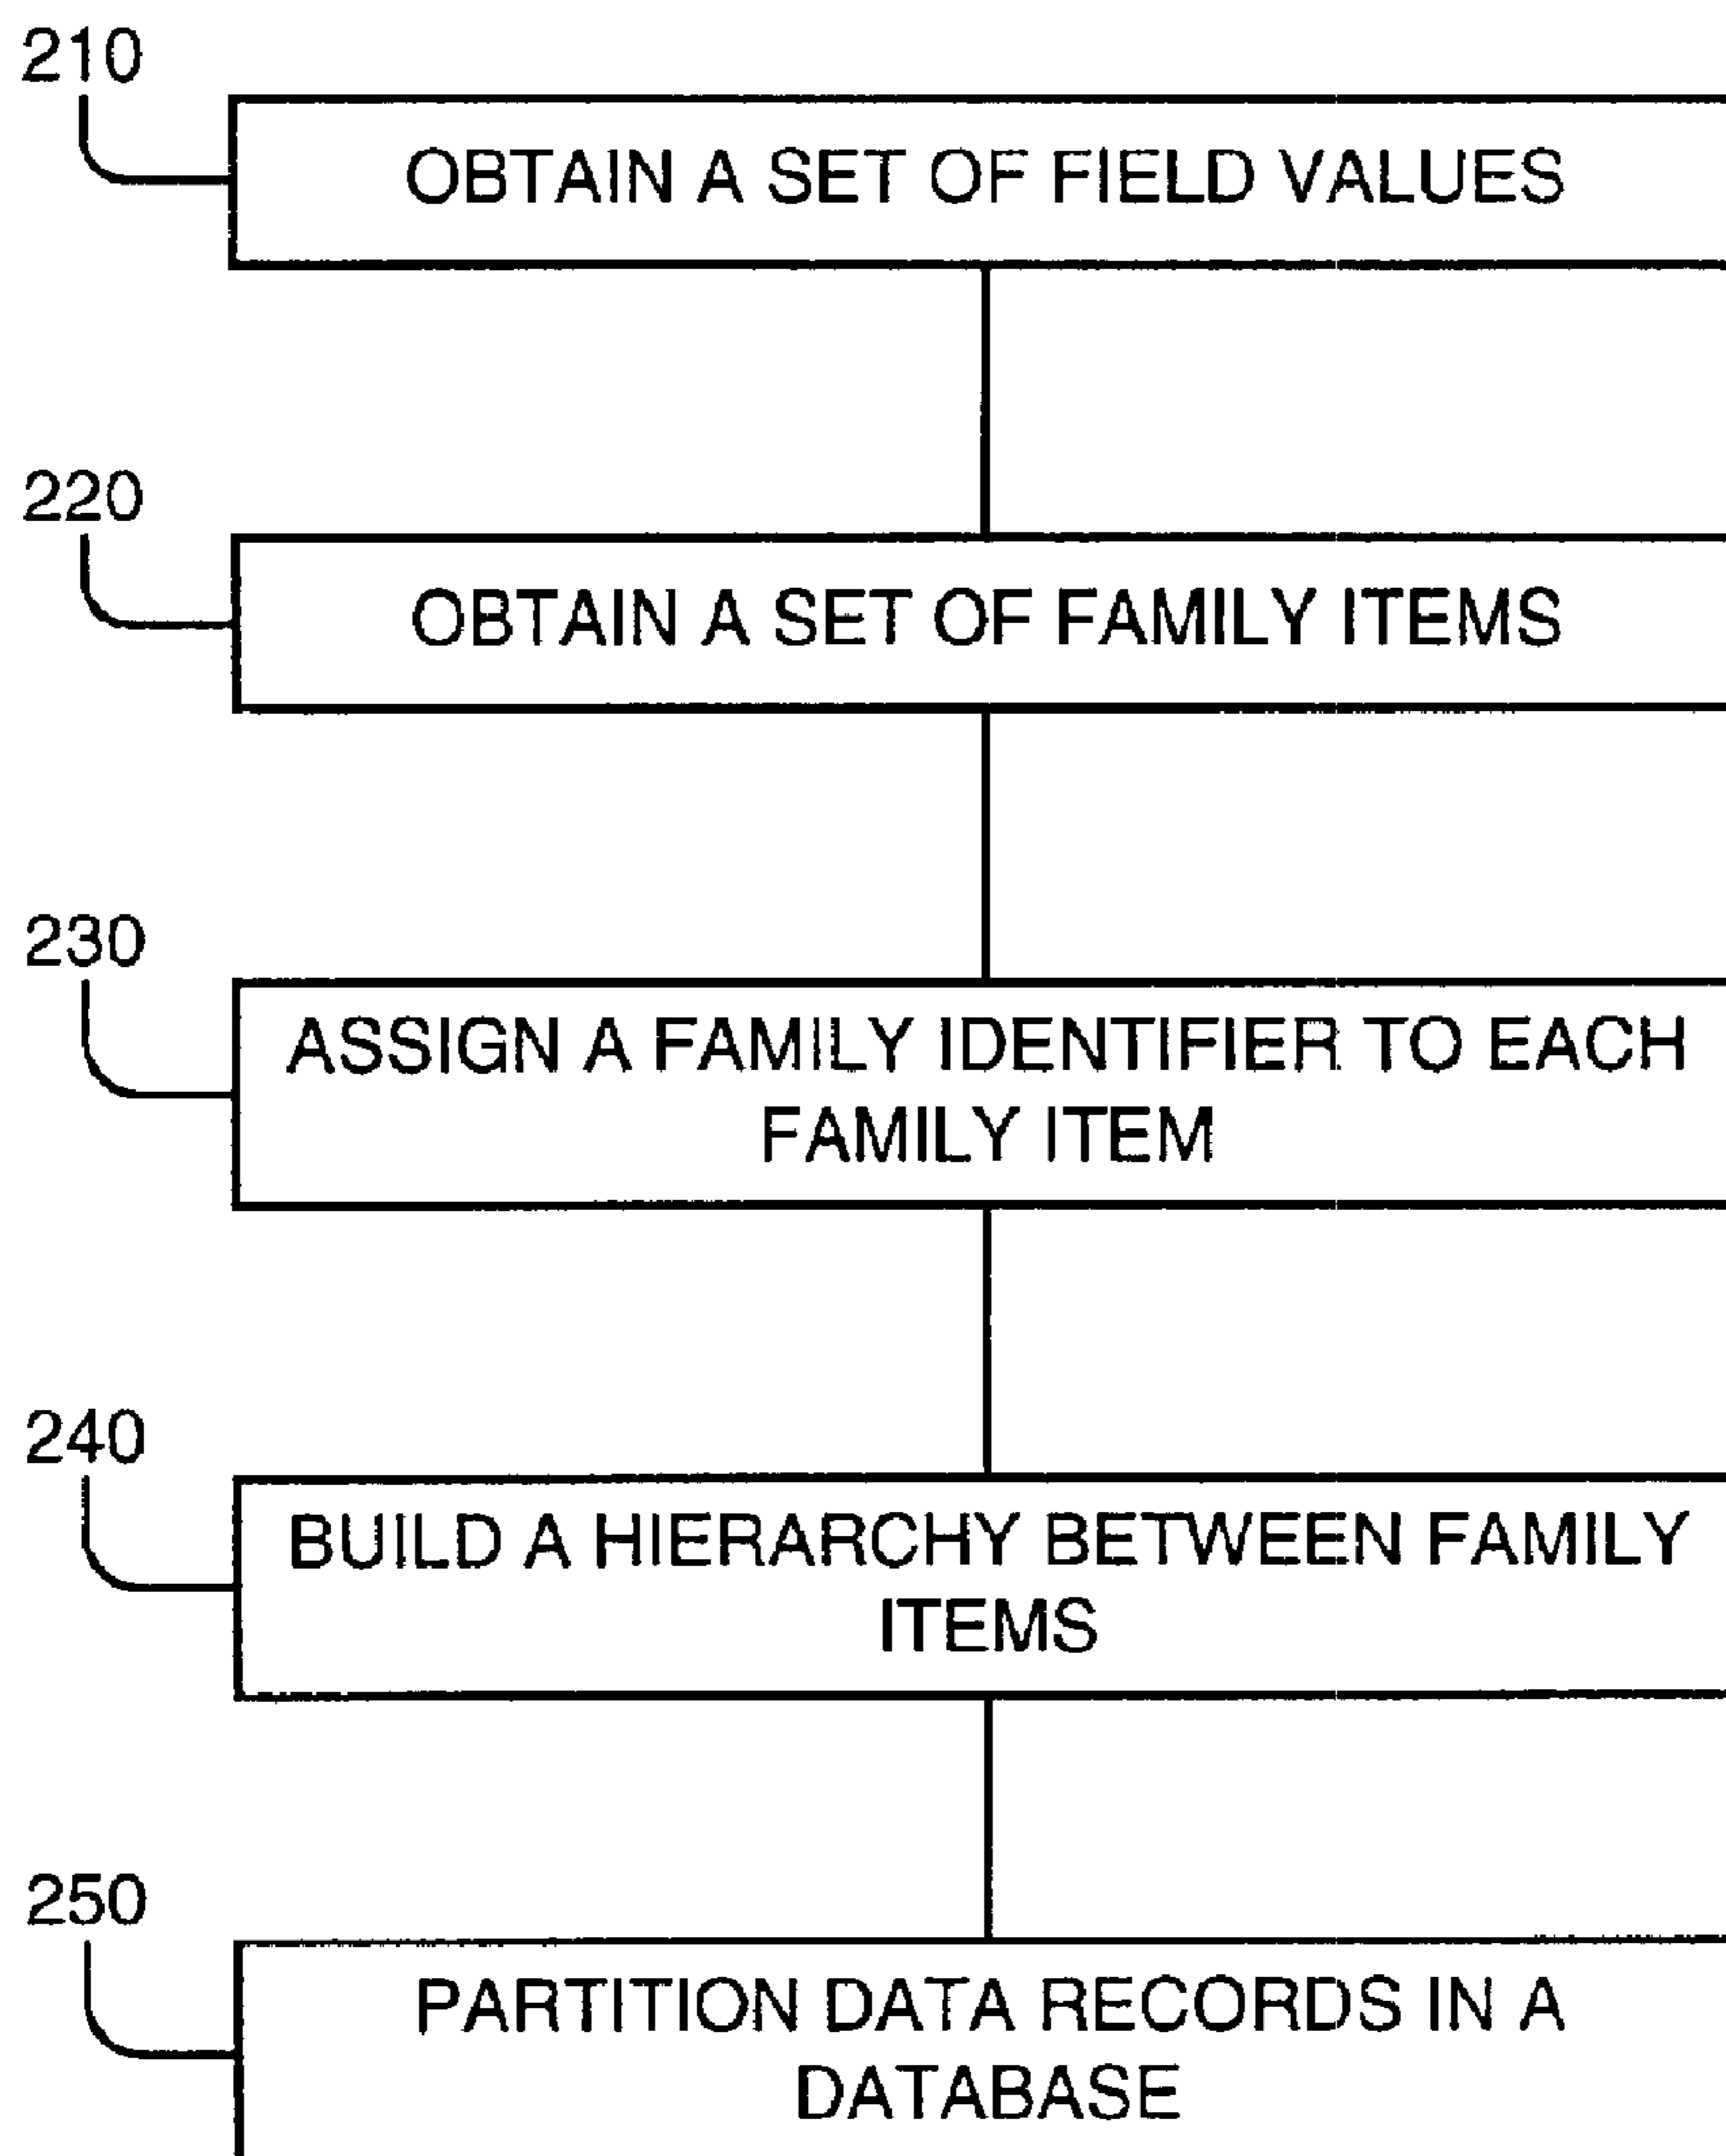 210
OBTAIN A SET OF FIELD VALUES
220
OBTAIN A SET OF FAMILY ITEMS
230
ASSIGN A FAMILY IDENTIFIER TO EACH
FAMILY ITEM
240
BUILD A HIERARCHY BETWEEN FAMILY
ITEMS
250
PARTITION DATA RECORDS IN A
DATABASE